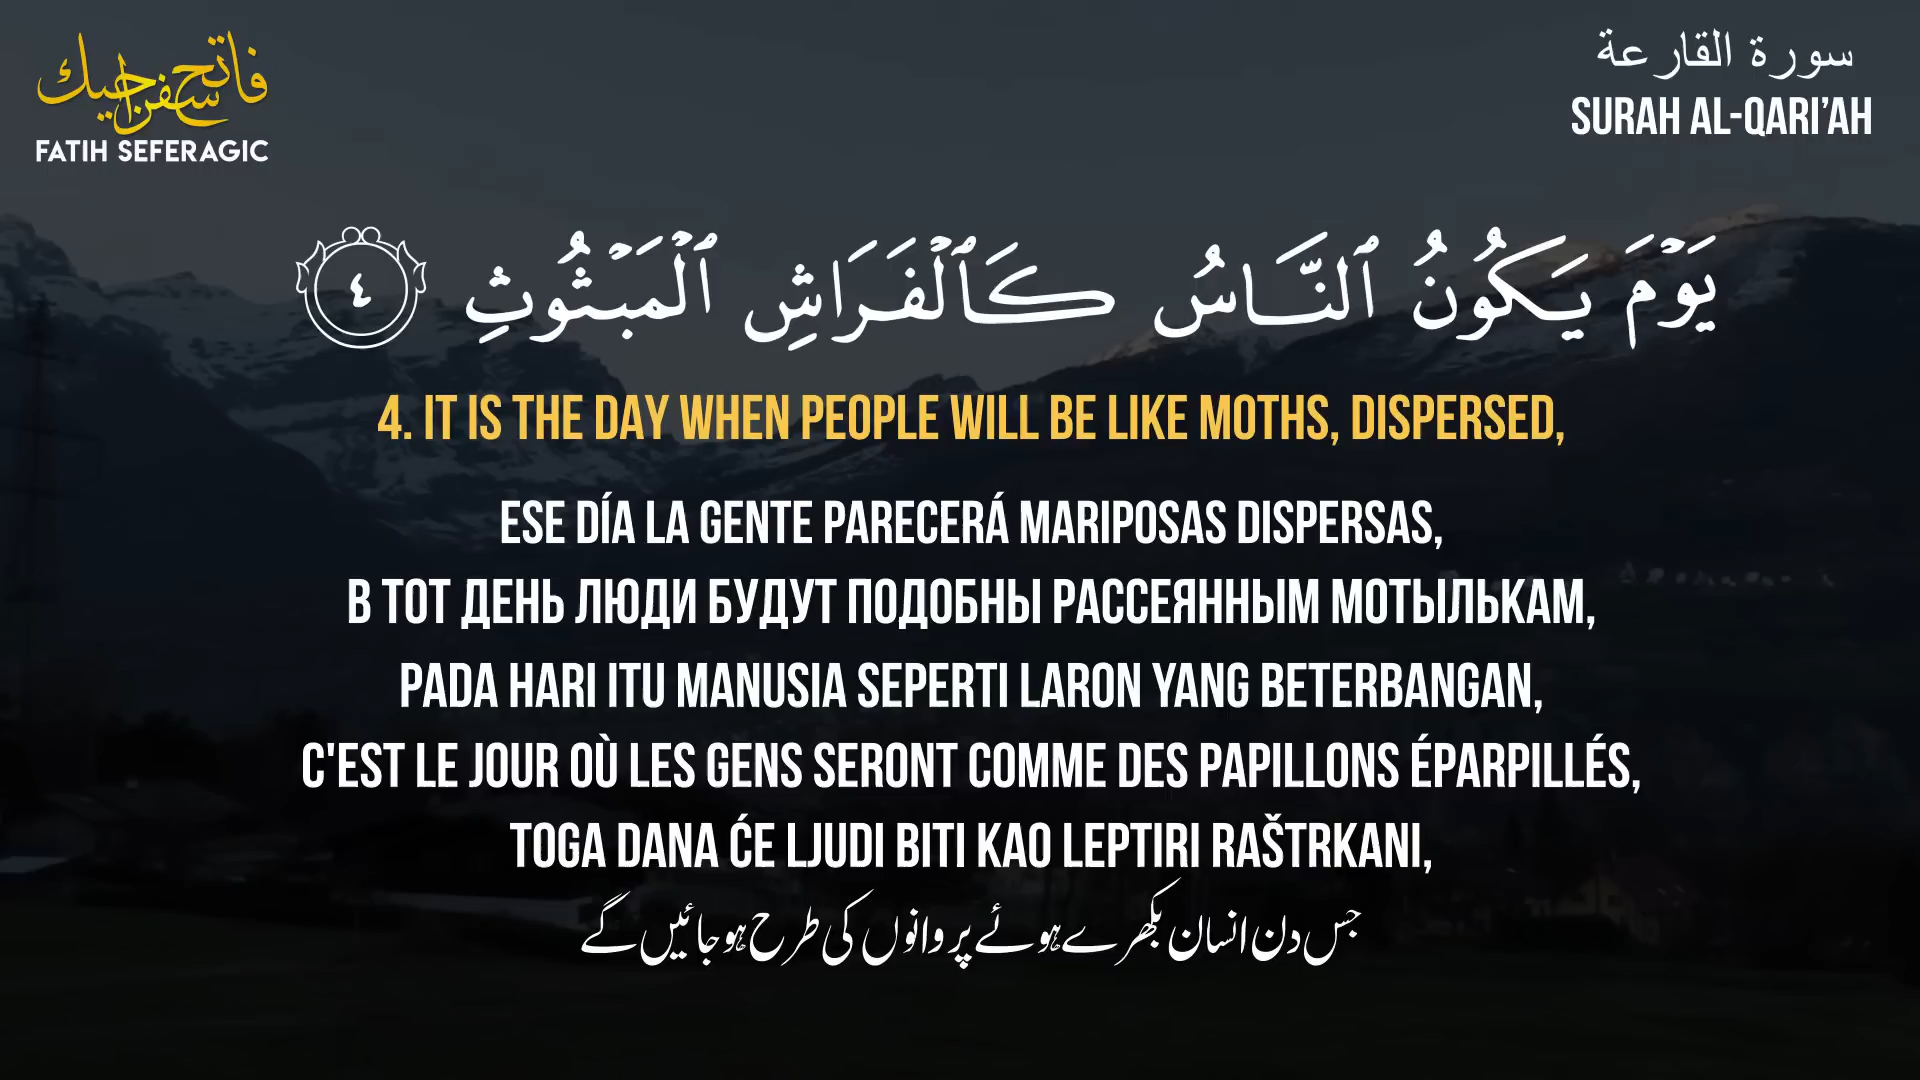 فاتح سفراجيك
FATIH SEFERAGIC
سورة القارعة
SURAH AL-QARI'AH
يَوْمَ يَكُونُ ٱلنَّاسُ كَٱلْفَرَاشِ ٱلْمَبْثُوثِ ٤
4. IT IS THE DAY WHEN PEOPLE WILL BE LIKE MOTHS, DISPERSED,
ESE DÍA LA GENTE PARECERÁ MARIPOSAS DISPERSAS,
В ТОТ ДЕНЬ ЛЮДИ БУДУТ ПОДОБНЫ РАССЕЯННЫМ МОТЫЛЬКАМ,
PADA HARI ITU MANUSIA SEPERTI LARON YANG BETERBANGAN,
C'EST LE JOUR OÙ LES GENS SERONT COMME DES PAPILLONS ÉPARPILLÉS,
TOGA DANA ĆE LJUDI BITI KAO LEPTIRI RAŠTRKANI,
جس دن انسان بکھرے ہوئے پروانوں کی طرح ہو جائیں گے